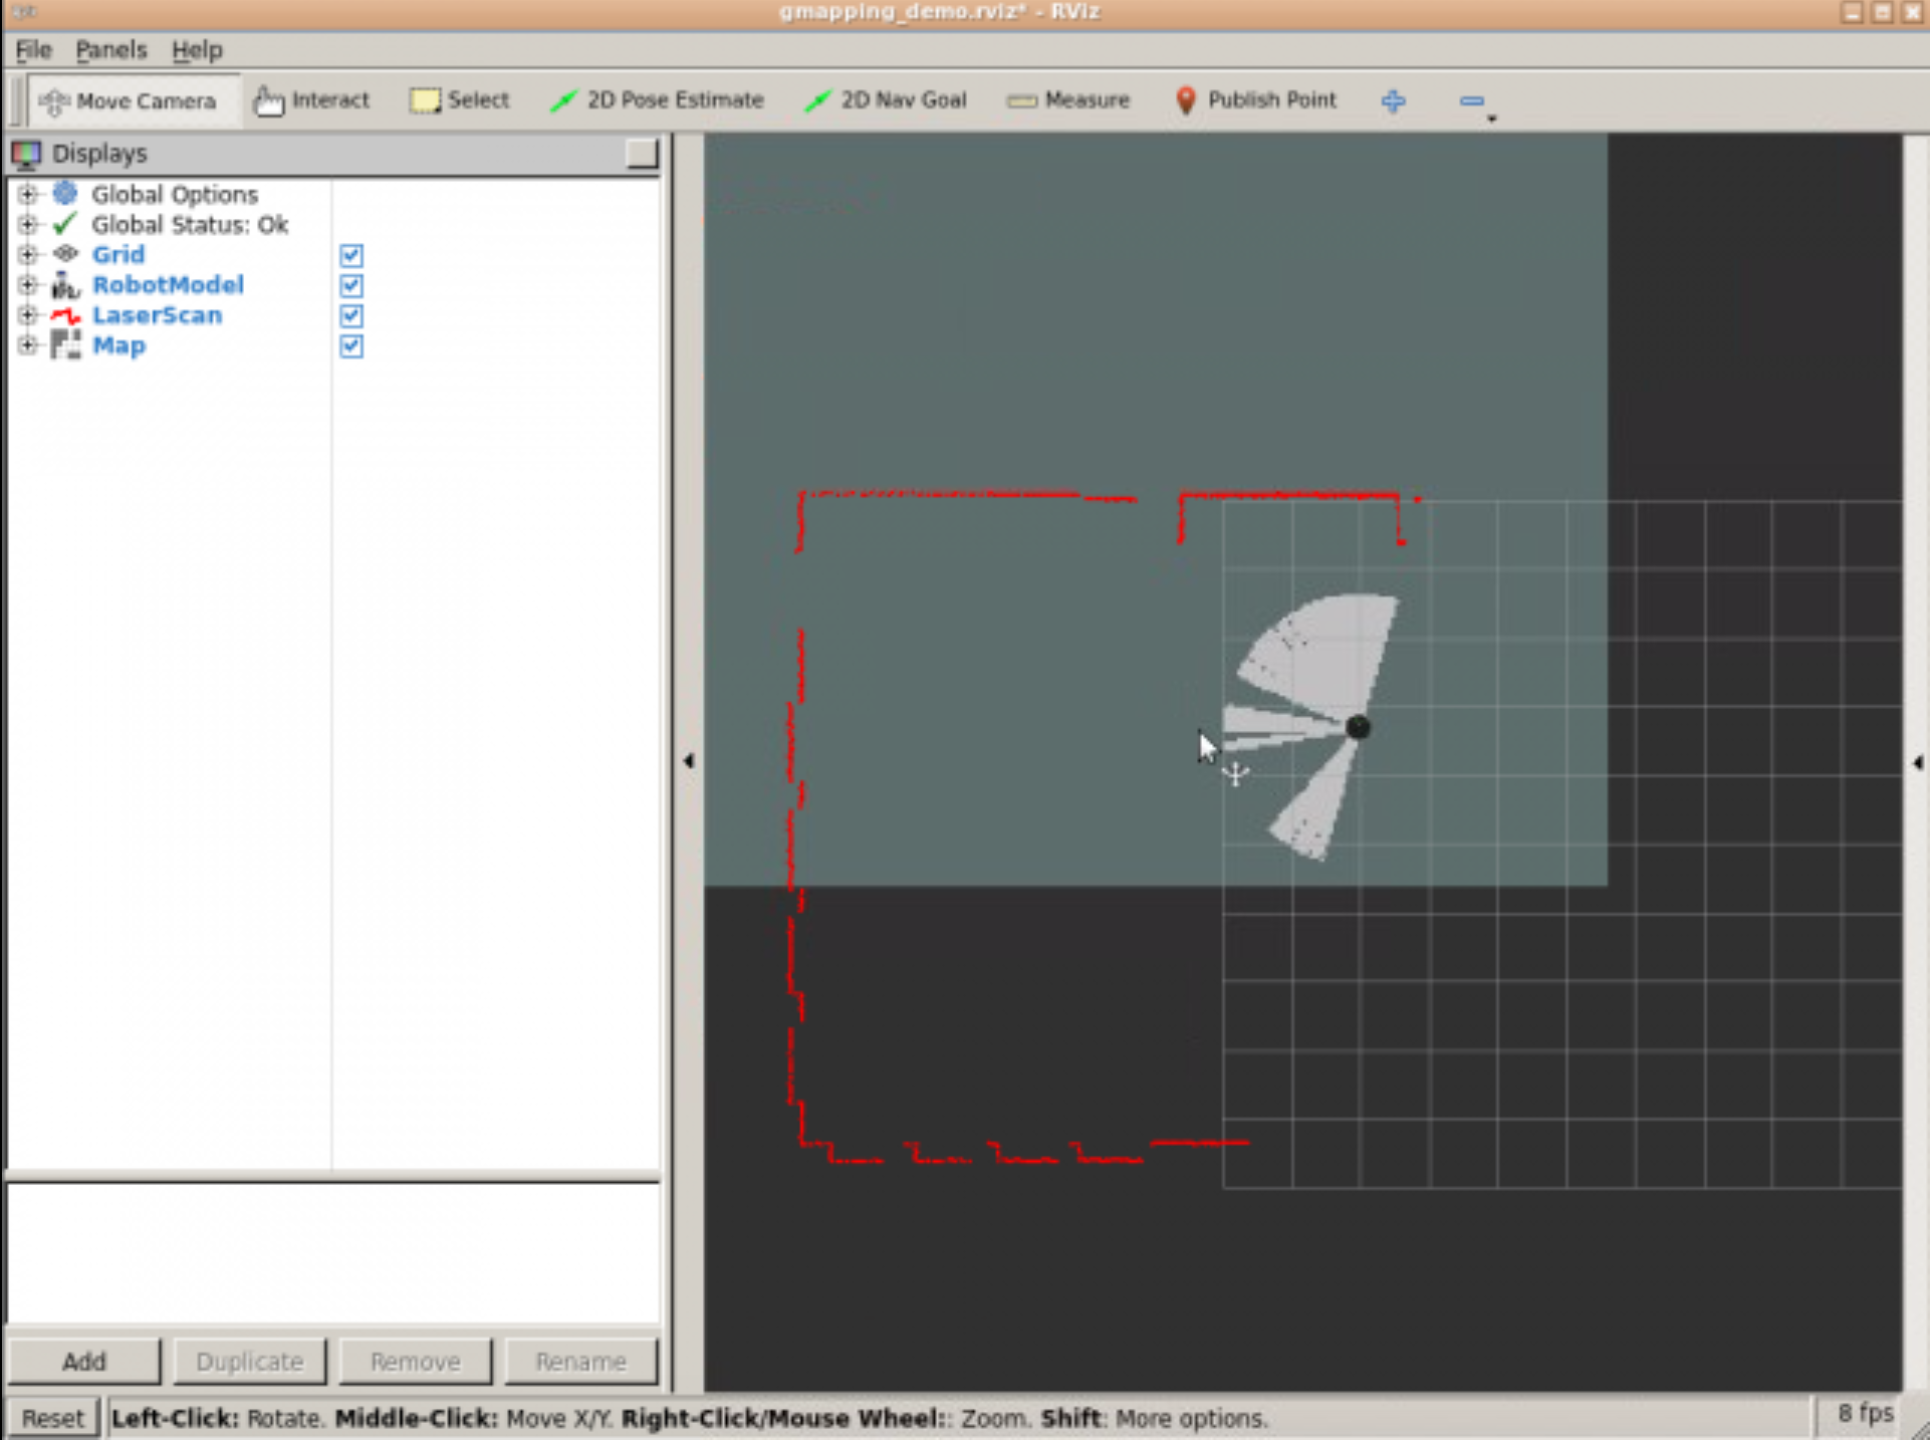 gmapping_demo.rviz* - RViz
File Panels Help
Move Camera Interact Select 2D Pose Estimate 2D Nav Goal Measure Publish Point
Displays
Global Options
Global Status: Ok
Grid
RobotModel
LaserScan
Map
Add Duplicate Remove Rename
Reset Left-Click: Rotate. Middle-Click: Move X/Y. Right-Click/Mouse Wheel:: Zoom. Shift: More options. 8 fps